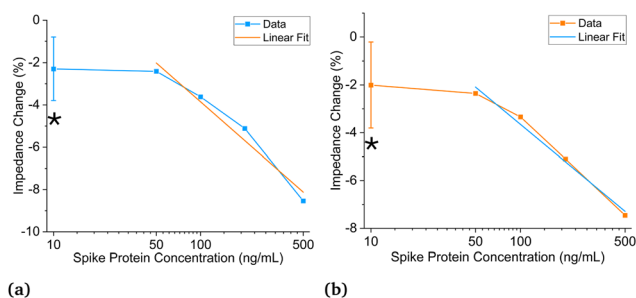 0
-2
-4
-6
-8
-10
Impedance Change (%)
Data
Linear Fit
*
10
50
100
500
Spike Protein Concentration (ng/mL)
(a)
0
-2
-4
-6
-8
Impedance Change (%)
Data
Linear Fit
*
10
50
100
500
Spike Protein Concentration (ng/mL)
(b)